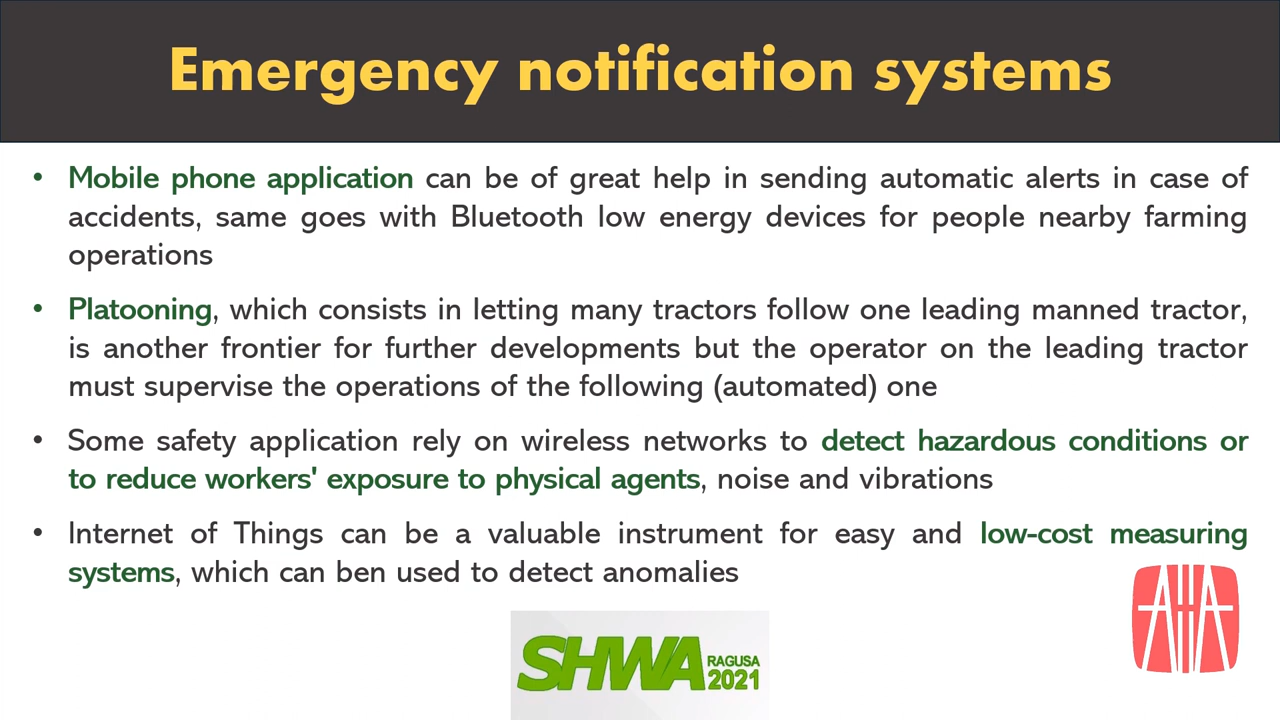 Emergency notification systems
• Mobile phone application can be of great help in sending automatic alerts in case of
accidents, same goes with Bluetooth low energy devices for people nearby farming
operations
• Platooning, which consists in letting many tractors follow one leading manned tractor,
is another frontier for further developments but the operator on the leading tractor
must supervise the operations of the following (automated) one
• Some safety application rely on wireless networks to detect hazardous conditions or
to reduce workers' exposure to physical agents, noise and vibrations
• Internet of Things can be a valuable instrument for easy and low-cost measuring
systems, which can ben used to detect anomalies
SHWA RAGUSA
2021